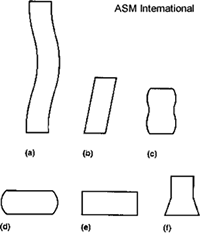 ASM International
(a) (b) (c)
(d) (e) (f)